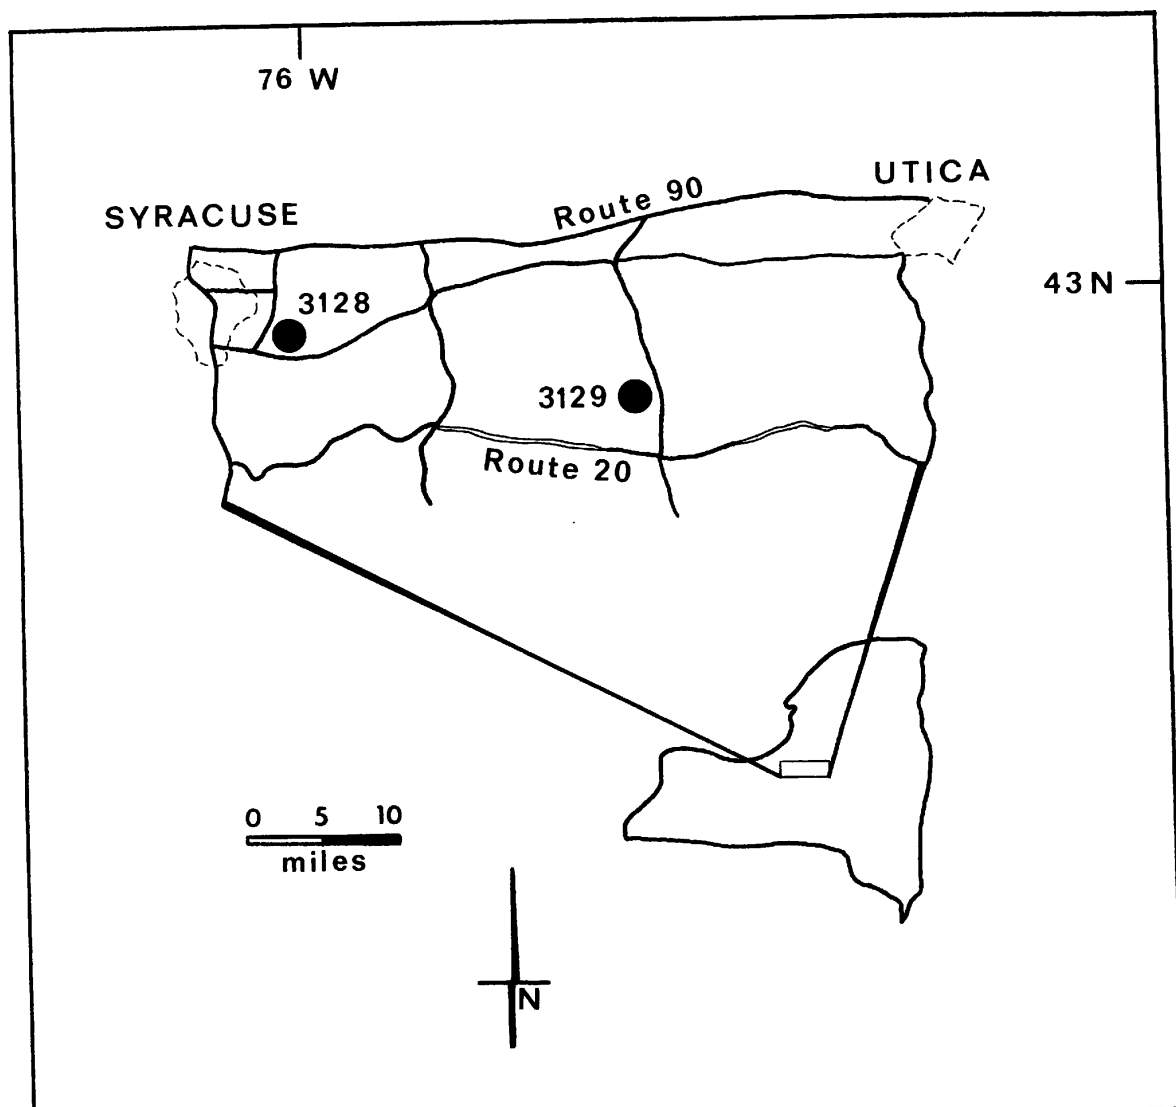 76 W
UTICA
Route 90
SYRACUSE
43 N
3128
3129
Route 20
0 5 10
miles
N